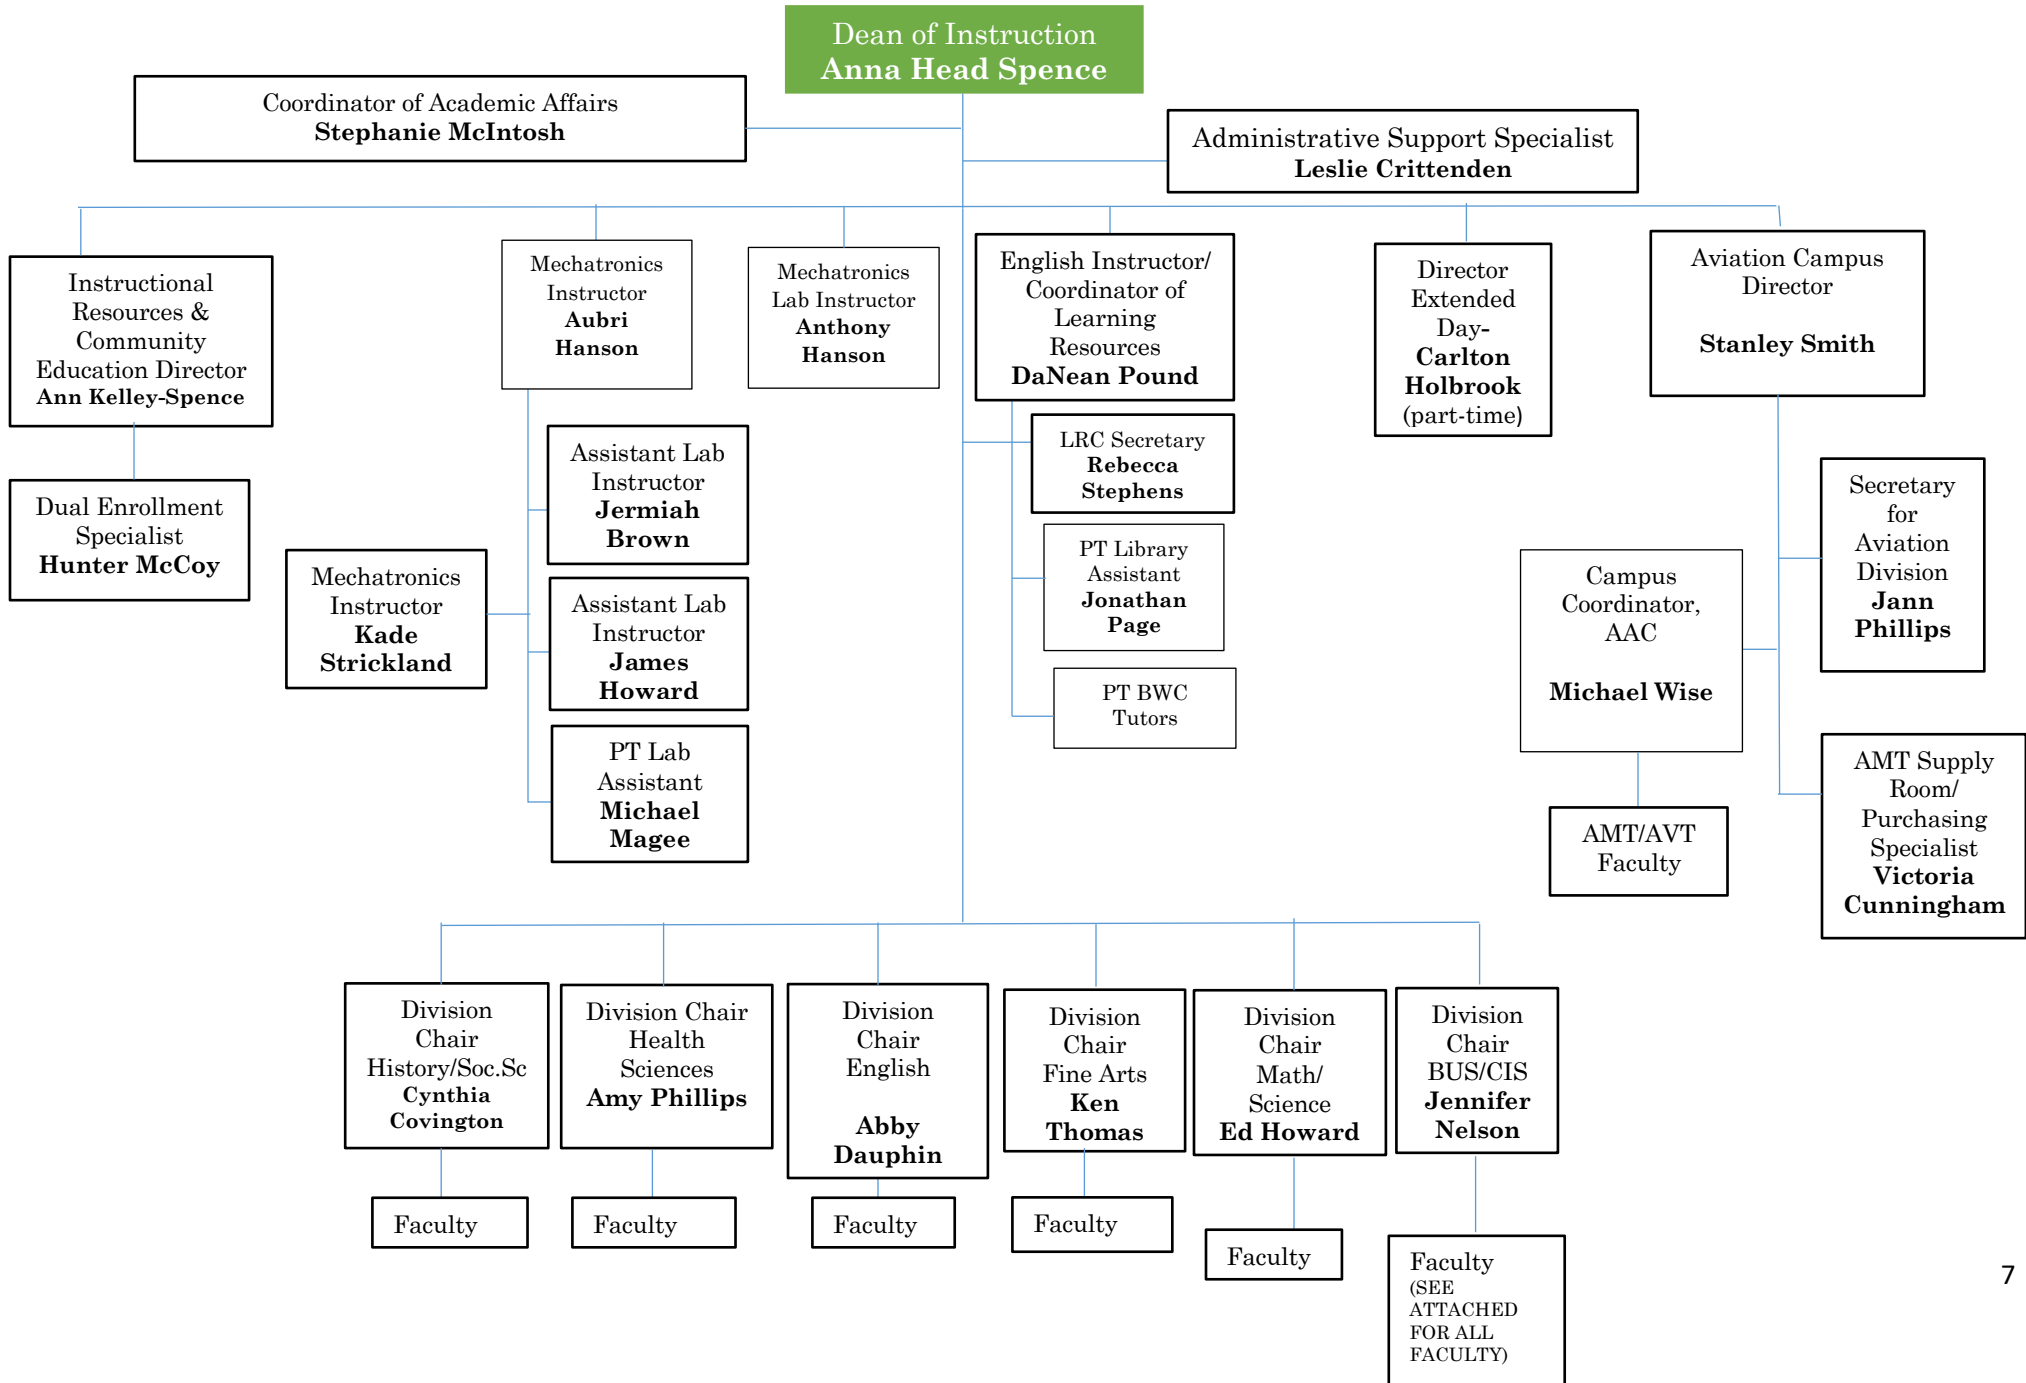 Dean of Instruction
Anna Head Spence
Coordinator of Academic Affairs
Stephanie McIntosh
Administrative Support Specialist
Leslie Crittenden
Instructional
Resources &
Community
Education Director
Ann Kelley-Spence
Mechatronics
Instructor
Aubri
Hanson
Mechatronics
Lab Instructor
Anthony
Hanson
English Instructor/
Coordinator of
Learning
Resources
DaNean Pound
Director
Extended
Day-
Carlton
Holbrook
(part-time)
Aviation Campus
Director
Stanley Smith
Dual Enrollment
Specialist
Hunter McCoy
Mechatronics
Instructor
Kade
Strickland
Assistant Lab
Instructor
Jermiah
Brown
Assistant Lab
Instructor
James
Howard
PT Lab
Assistant
Michael
Magee
LRC Secretary
Rebecca
Stephens
PT Library
Assistant
Jonathan
Page
PT BWC
Tutors
Campus
Coordinator,
AAC
Michael Wise
AMT/AVT
Faculty
Secretary
for
Aviation
Division
Jann
Phillips
AMT Supply
Room/
Purchasing
Specialist
Victoria
Cunningham
Division
Chair
History/Soc.Sc
Cynthia
Covington
Division Chair
Health
Sciences
Amy Phillips
Division
Chair
English
Abby
Dauphin
Division
Chair
Fine Arts
Ken
Thomas
Division
Chair
Math/
Science
Ed Howard
Division
Chair
BUS/CIS
Jennifer
Nelson
Faculty
Faculty
Faculty
Faculty
Faculty
Faculty
(SEE
ATTACHED
FOR ALL
FACULTY)
7